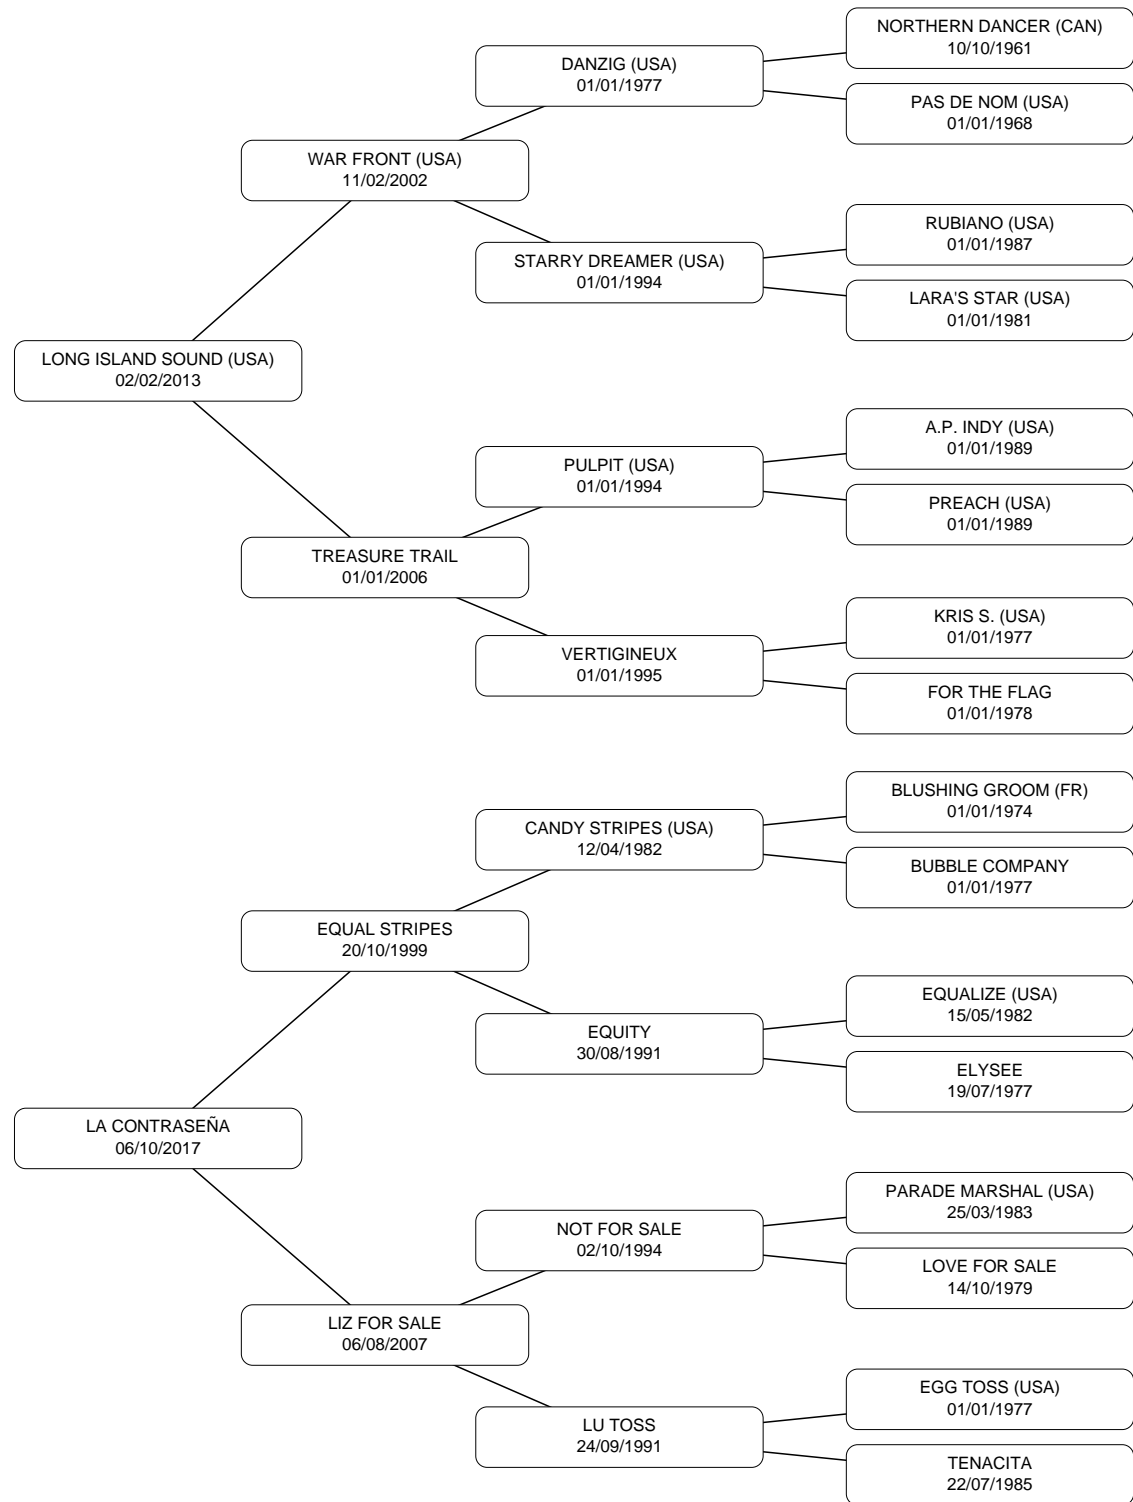 NORTHERN DANCER (CAN)
10/10/1961
DANZIG (USA)
01/01/1977
PAS DE NOM (USA)
01/01/1968
WAR FRONT (USA)
11/02/2002
RUBIANO (USA)
01/01/1987
STARRY DREAMER (USA)
01/01/1994
LARA'S STAR (USA)
01/01/1981
LONG ISLAND SOUND (USA)
02/02/2013
A.P. INDY (USA)
01/01/1989
PULPIT (USA)
01/01/1994
PREACH (USA)
01/01/1989
TREASURE TRAIL
01/01/2006
KRIS S. (USA)
01/01/1977
VERTIGINEUX
01/01/1995
FOR THE FLAG
01/01/1978
BLUSHING GROOM (FR)
01/01/1974
CANDY STRIPES (USA)
12/04/1982
BUBBLE COMPANY
01/01/1977
EQUAL STRIPES
20/10/1999
EQUALIZE (USA)
15/05/1982
EQUITY
30/08/1991
ELYSEE
19/07/1977
LA CONTRASEÑA
06/10/2017
PARADE MARSHAL (USA)
25/03/1983
NOT FOR SALE
02/10/1994
LOVE FOR SALE
14/10/1979
LIZ FOR SALE
06/08/2007
EGG TOSS (USA)
01/01/1977
LU TOSS
24/09/1991
TENACITA
22/07/1985